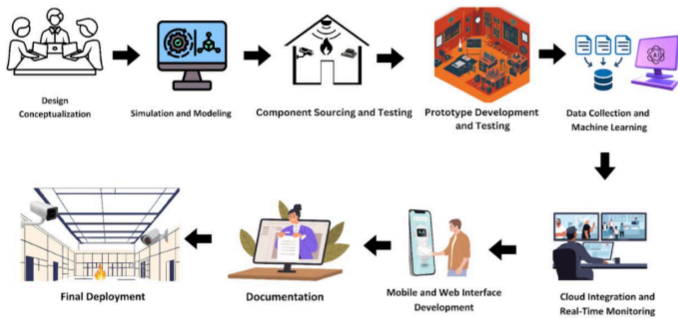 Design
Conceptualization
Simulation and Modeling
Component Sourcing and Testing
Prototype Development
and Testing
Data Collection and
Machine Learning
Final Deployment
Documentation
Mobile and Web Interface
Development
Cloud Integration and
Real-Time Monitoring